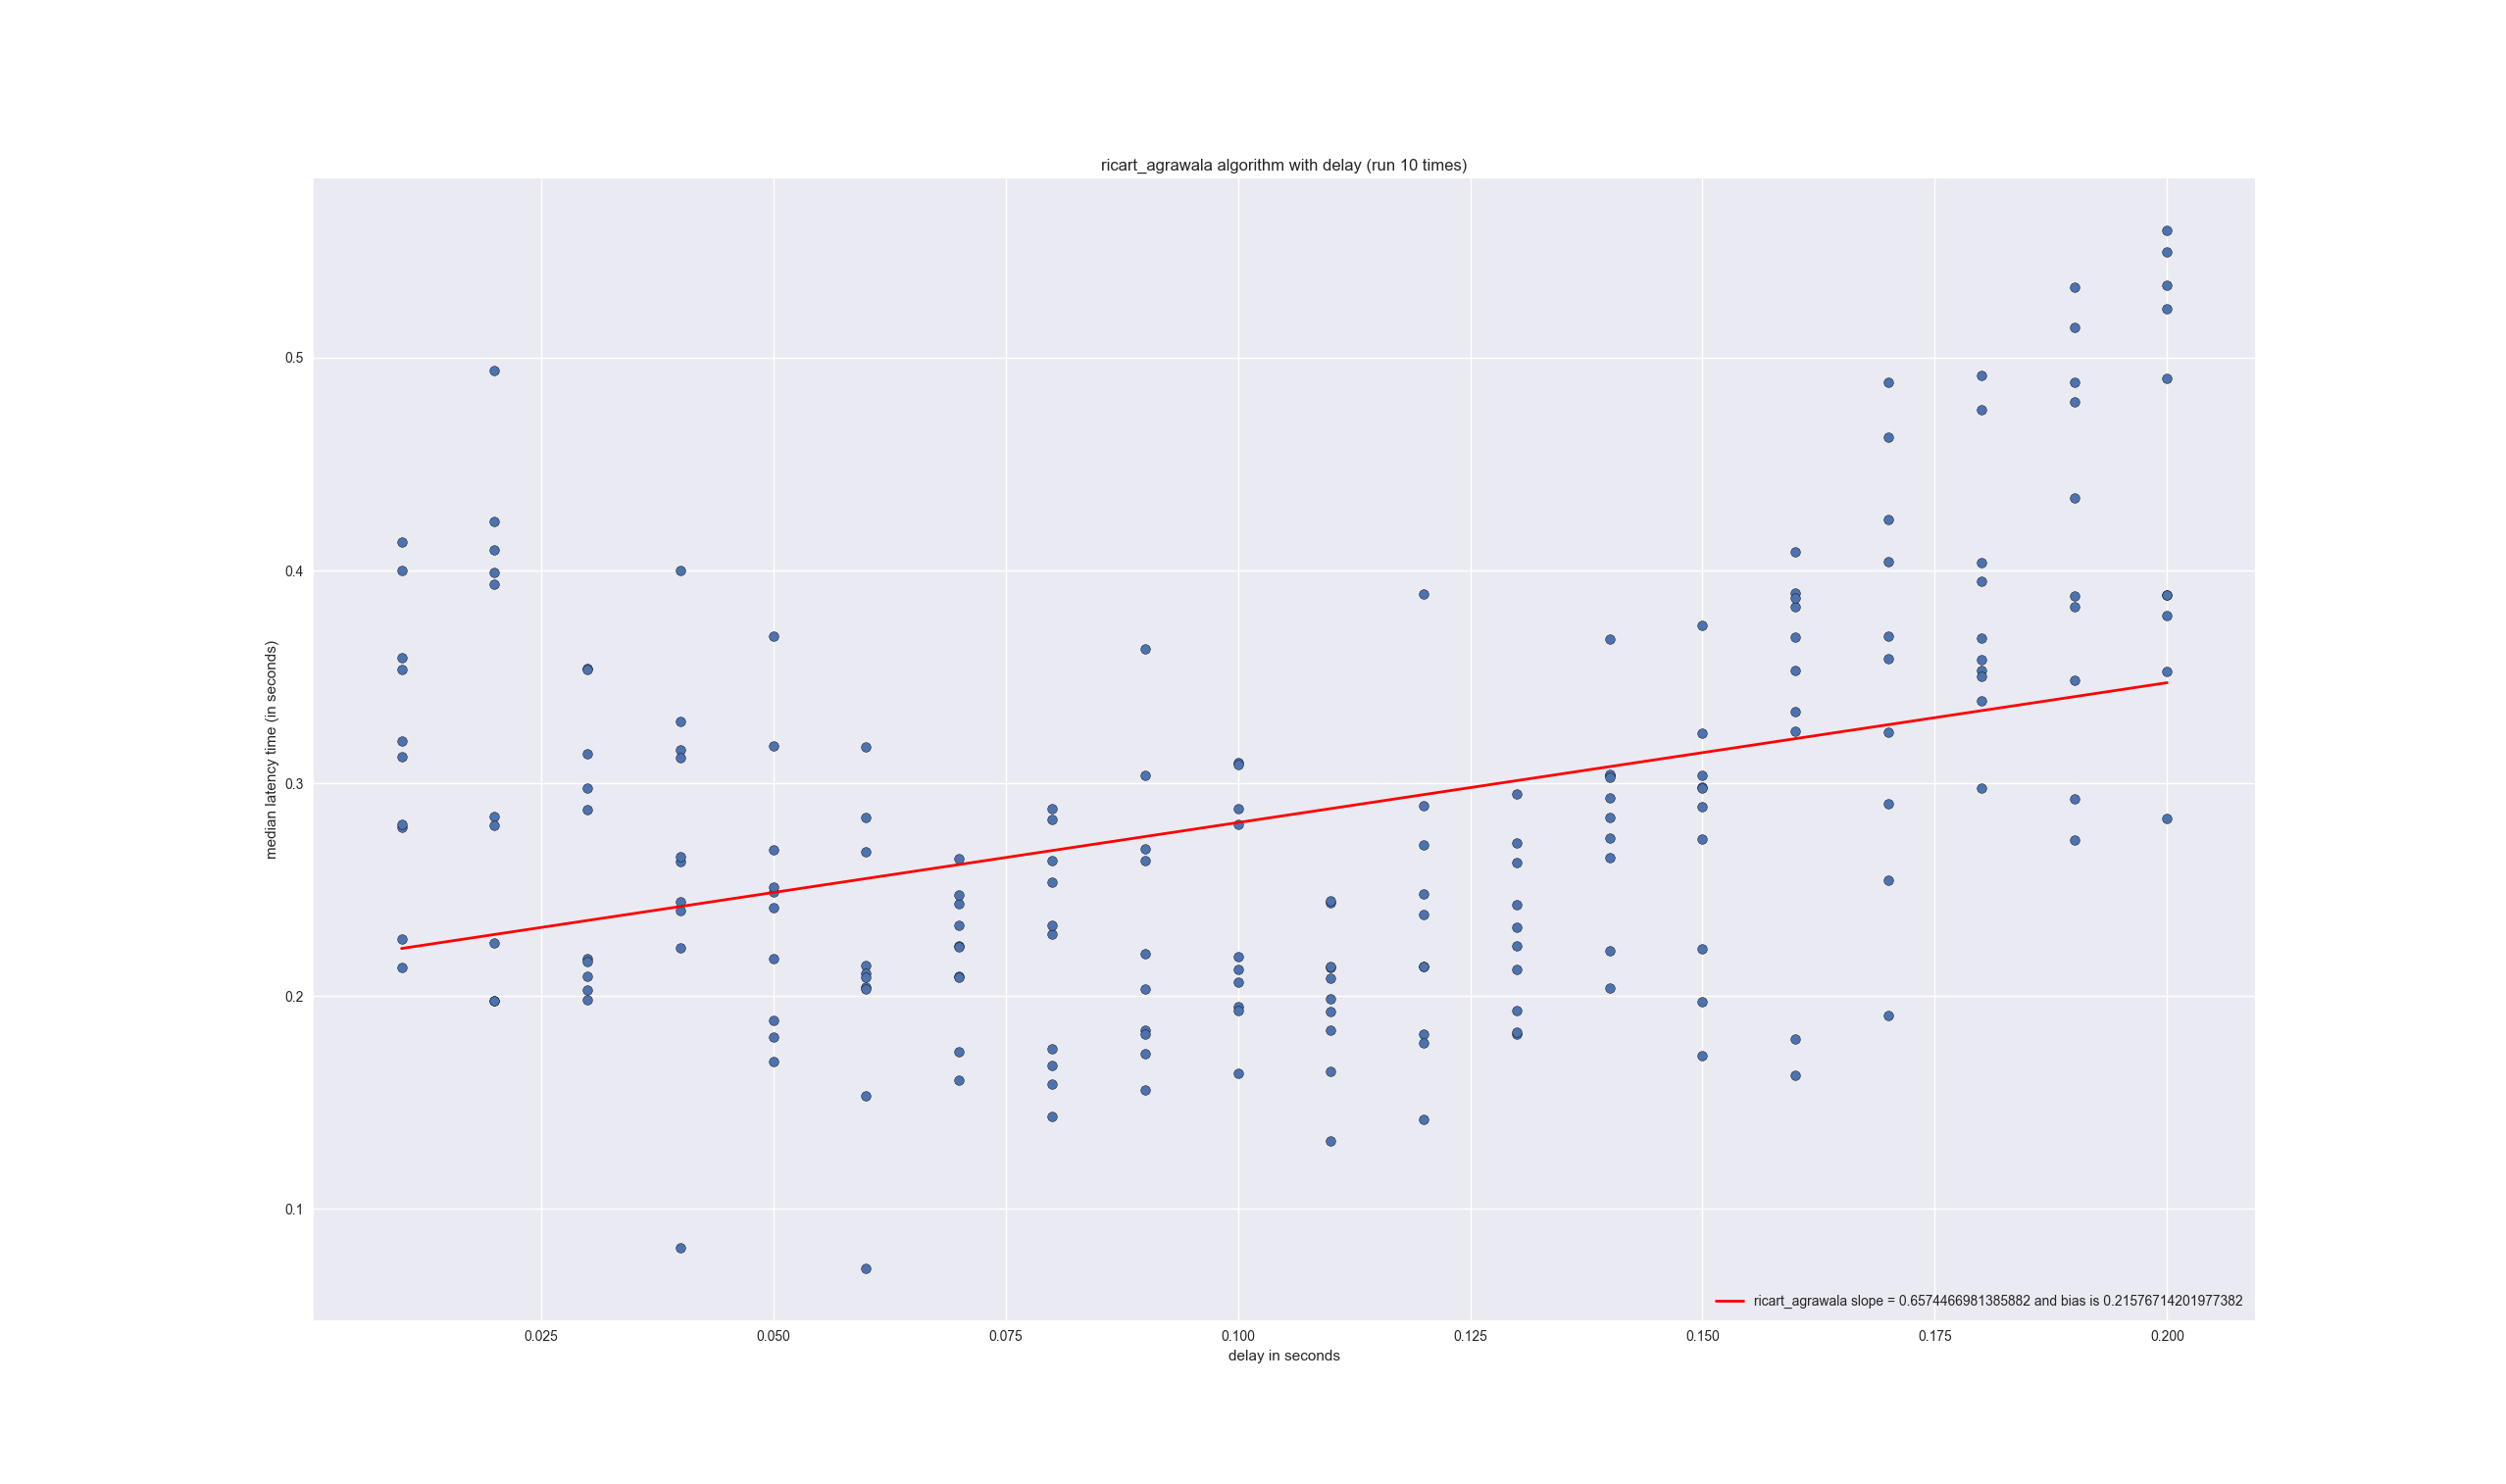 ricart_agrawala algorithm with delay (run 10 times)
median latency time (in seconds)
0.5
0.4
0.3
0.2
0.1
ricart_agrawala slope = 0.6574466981385882 and bias is 0.21576714201977382
0.025 0.050 0.075 0.100 0.125 0.150 0.175 0.200
delay in seconds